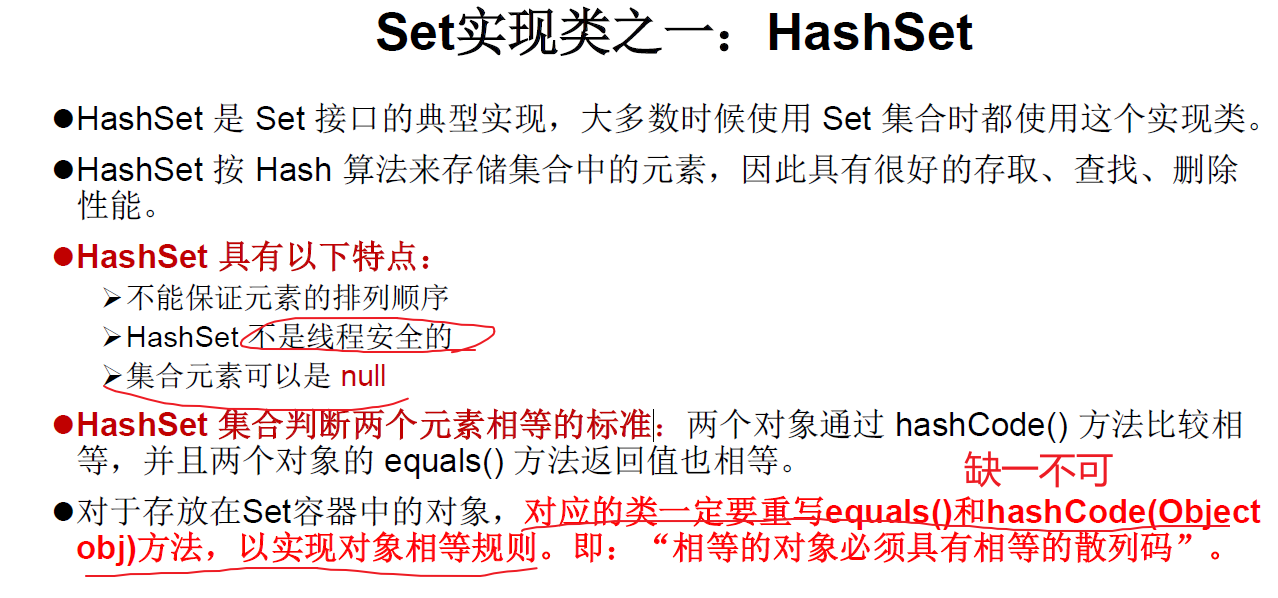 Set实现类之一：HashSet
●HashSet 是 Set 接口的典型实现，大多数时候使用 Set 集合时都使用这个实现类。
●HashSet 按 Hash 算法来存储集合中的元素，因此具有很好的存取、查找、删除
性能。
●HashSet 具有以下特点：
➢不能保证元素的排列顺序
➢HashSet 不是线程安全的
➢集合元素可以是 null
●HashSet 集合判断两个元素相等的标准：两个对象通过 hashCode() 方法比较相
等，并且两个对象的 equals() 方法返回值也相等。
缺一不可
●对于存放在Set容器中的对象，对应的类一定要重写equals()和hashCode(Object
obj)方法，以实现对象相等规则。即：“相等的对象必须具有相等的散列码”。